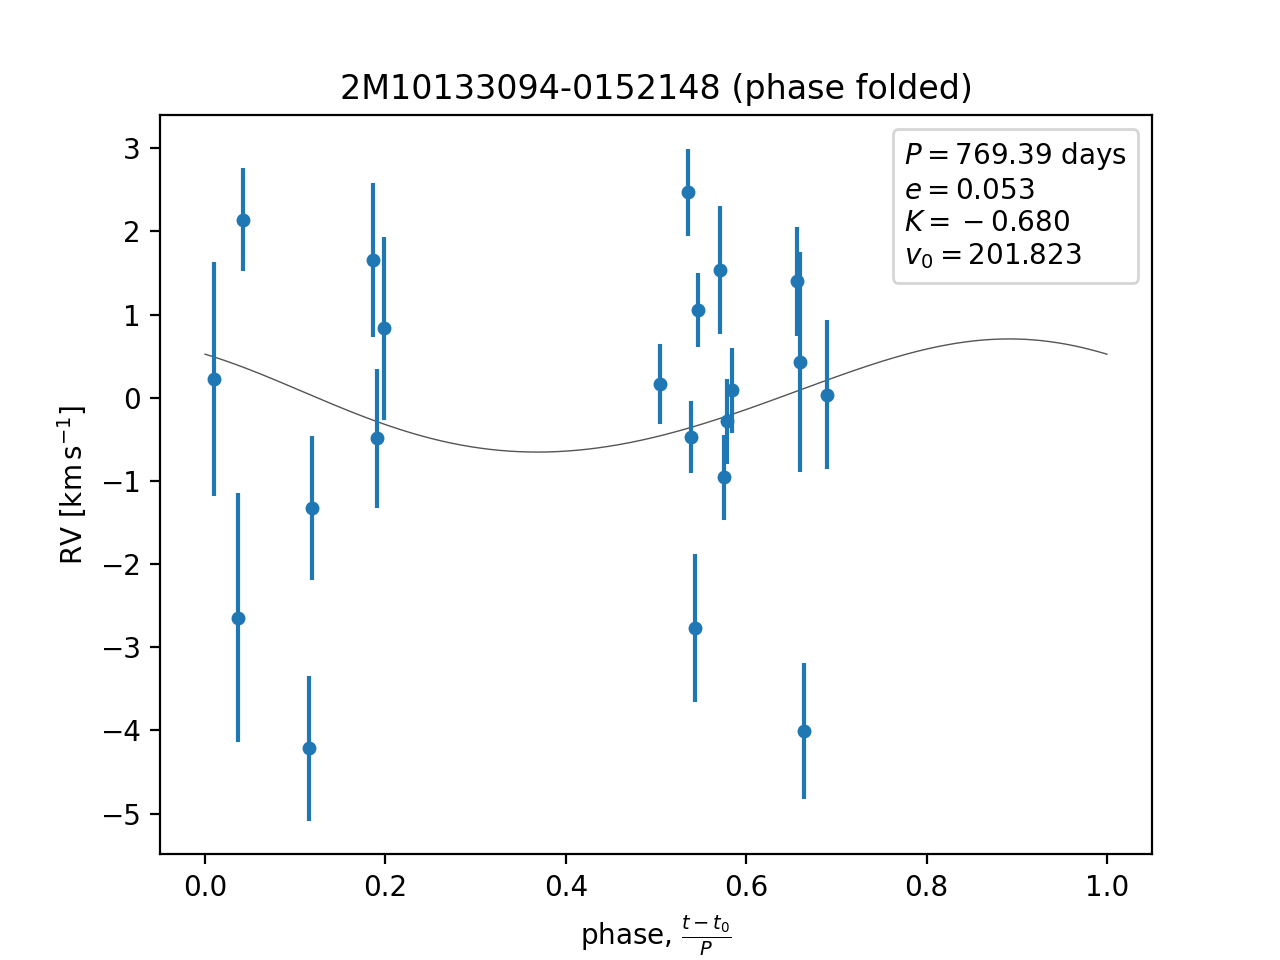 2M10133094-0152148 (phase folded)
P = 769.39 days
e = 0.053
K = −0.680
v₀ = 201.823
3
2
1
0
−1
−2
−3
−4
−5
RV [km s⁻¹]
0.0 0.2 0.4 0.6 0.8 1.0
phase, (t − t₀)/P